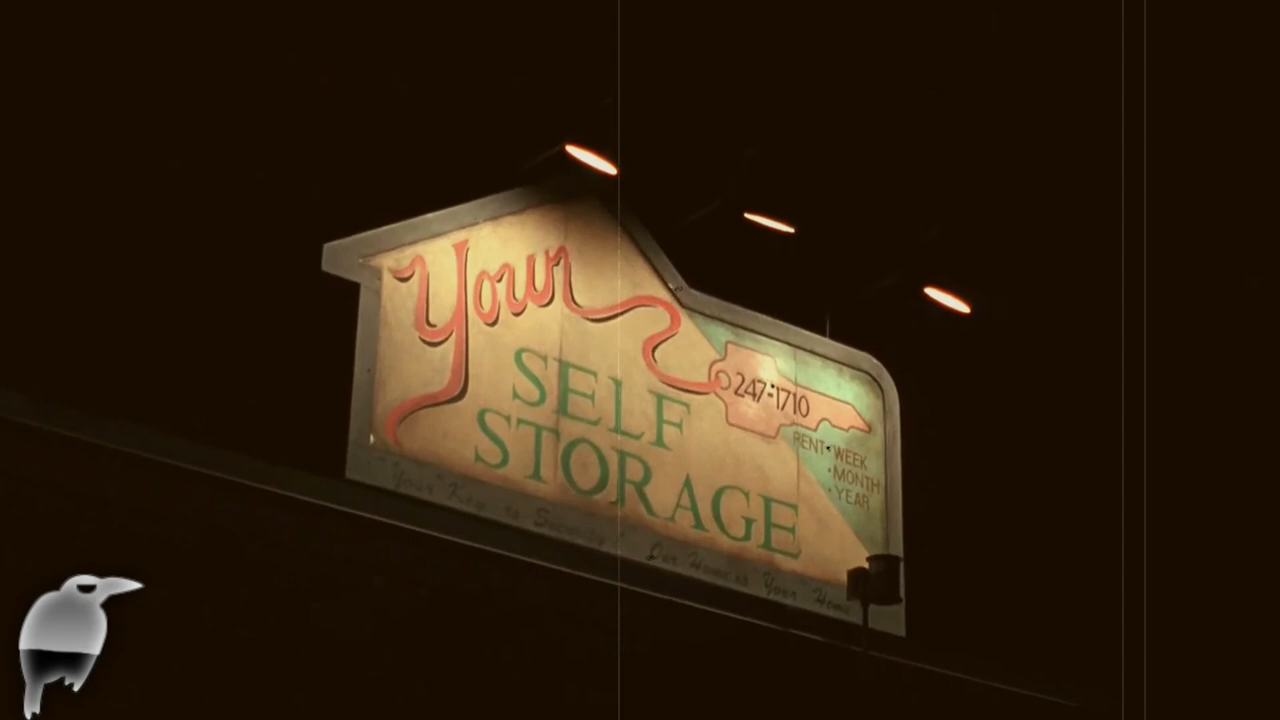 Your
SELF
STORAGE
247-1710
RENT • WEEK
• MONTH
• YEAR
"Your" Key to Security! Our Home is "Your" Home